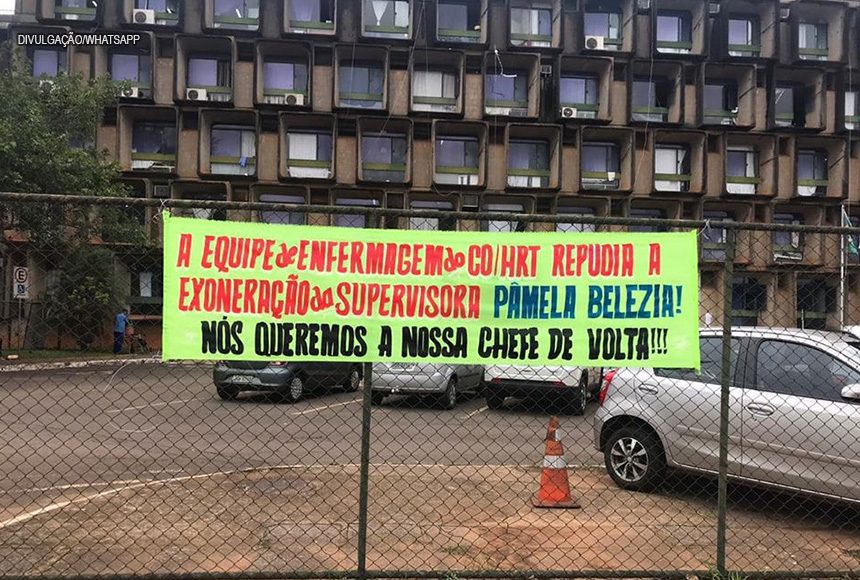 DIVULGAÇÃO/WHATSAPP
A EQUIPE de ENFERMAGEM do CO/HRT REPUDIA A
EXONERAÇÃO da SUPERVISORA PÂMELA BELEZIA!
NÓS QUEREMOS A NOSSA CHEFE DE VOLTA!!!
E